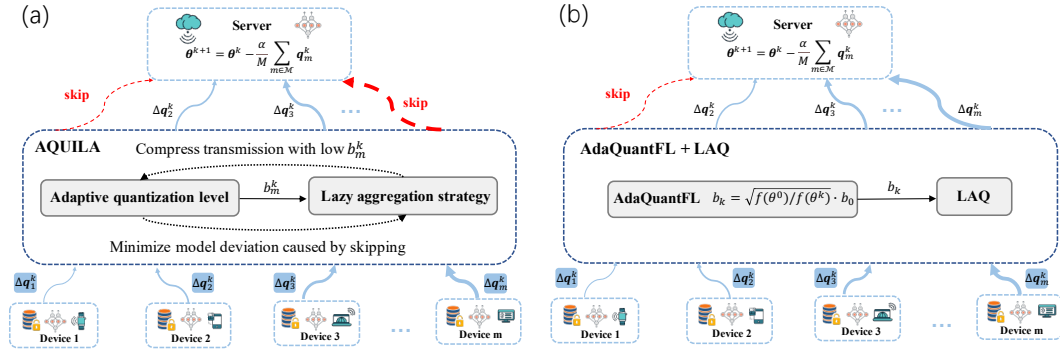 (a)
Server
θ^{k+1} = θ^k − α/M ∑_{m∈ℳ} q_m^k
skip
Δq_2^k
Δq_3^k
...
skip
AQUILA
Compress transmission with low b_m^k
Adaptive quantization level
b_m^k
Lazy aggregation strategy
Minimize model deviation caused by skipping
Δq_1^k
Δq_2^k
Δq_3^k
Δq_m^k
Device 1
Device 2
Device 3
...
Device m
(b)
Server
θ^{k+1} = θ^k − α/M ∑_{m∈ℳ} q_m^k
skip
Δq_2^k
Δq_3^k
...
Δq_m^k
AdaQuantFL + LAQ
AdaQuantFL b_k = √(f(θ^0)/f(θ^k)) · b_0
b_k
LAQ
Δq_1^k
Δq_2^k
Δq_3^k
Δq_m^k
Device 1
Device 2
Device 3
...
Device m